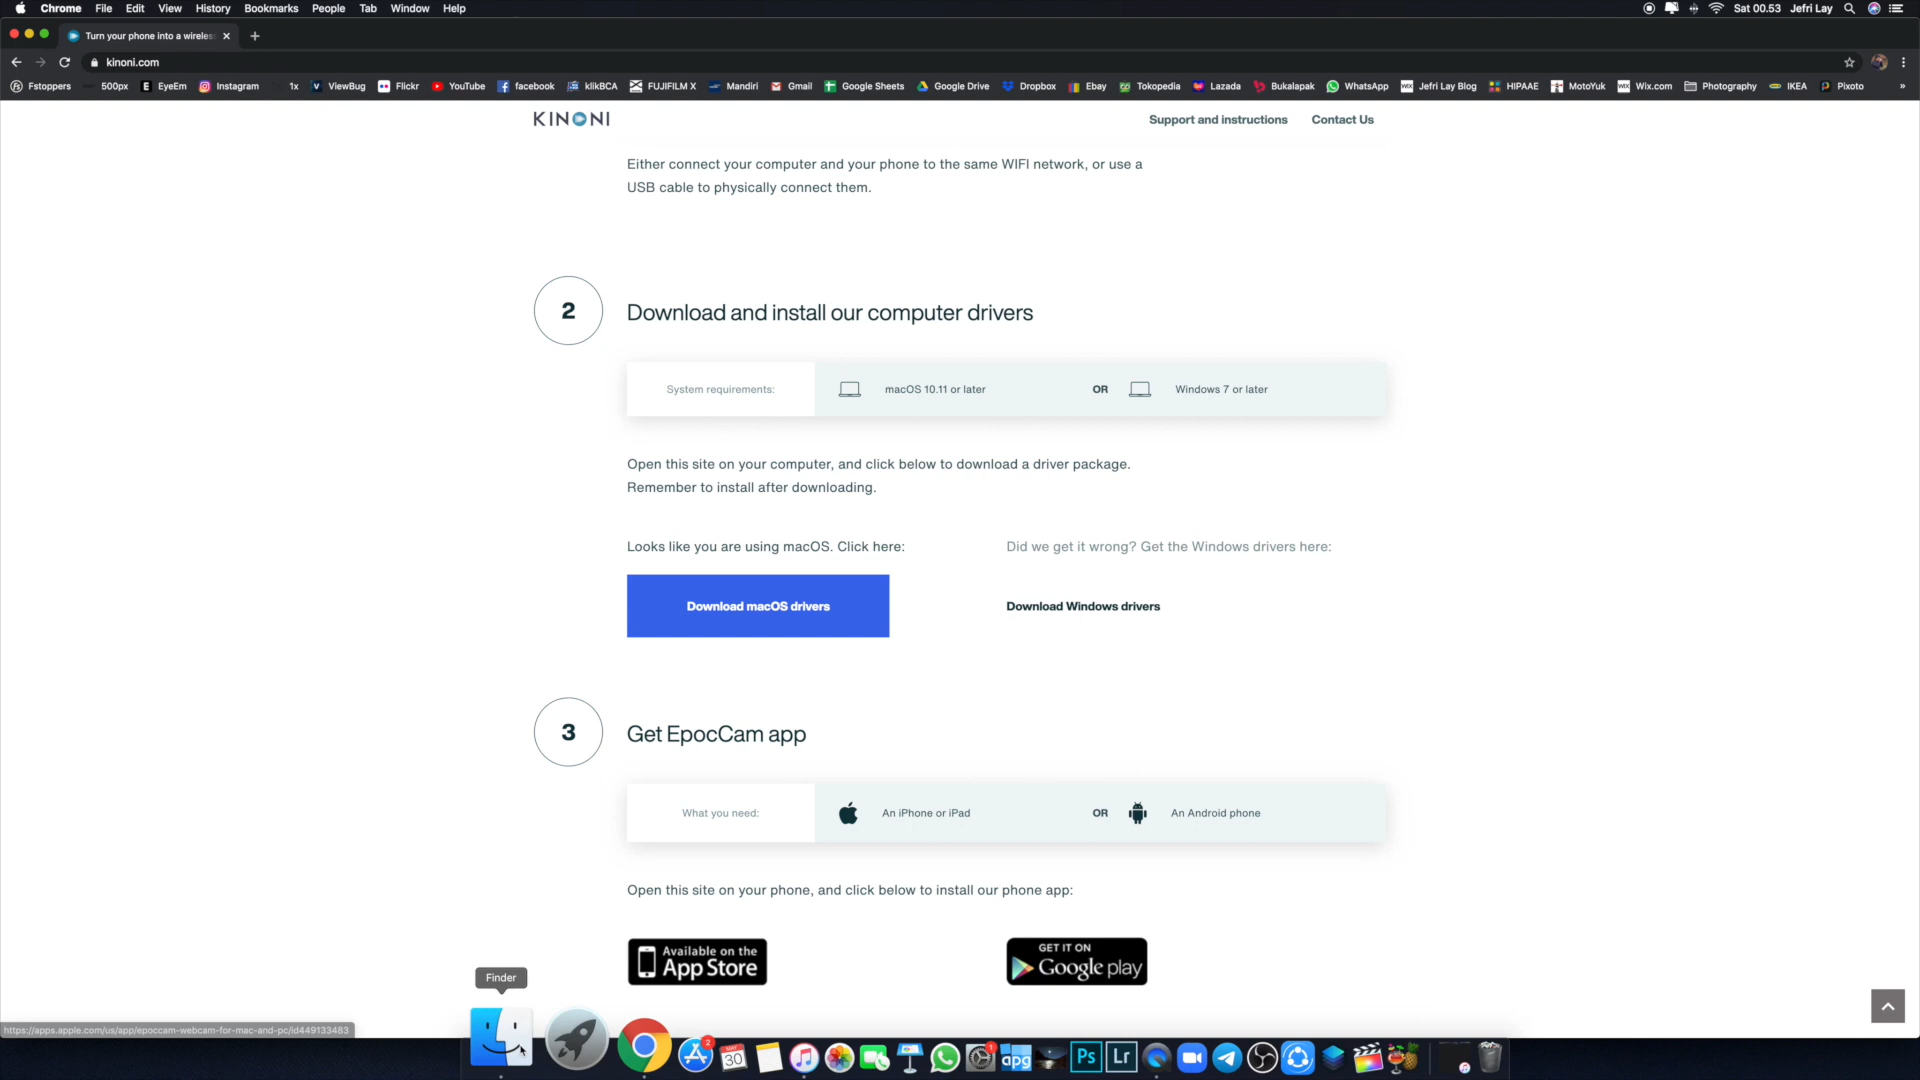 Chrome File Edit View History Bookmarks People Tab Window Help
Sat 00.53 Jefri Lay
Turn your phone into a wireles
kinoni.com
Fstoppers 500px EyeEm Instagram 1x ViewBug Flickr YouTube facebook klikBCA FUJIFILM X Mandiri Gmail Google Sheets Google Drive Dropbox Ebay Tokopedia Lazada Bukalapak WhatsApp Jefri Lay Blog HIPAAE MotoYuk Wix.com Photography IKEA Pixoto »
KINONI
Support and instructions Contact Us
Either connect your computer and your phone to the same WIFI network, or use a
USB cable to physically connect them.
2
Download and install our computer drivers
System requirements: macOS 10.11 or later OR Windows 7 or later
Open this site on your computer, and click below to download a driver package.
Remember to install after downloading.
Looks like you are using macOS. Click here:
Did we get it wrong? Get the Windows drivers here:
Download macOS drivers
Download Windows drivers
3
Get EpocCam app
What you need: An iPhone or iPad OR An Android phone
Open this site on your phone, and click below to install our phone app:
Available on the
App Store
GET IT ON
Google play
Finder
https://apps.apple.com/us/app/epoccam-webcam-for-mac-and-pc/id449133483
2
MAY
30
1
apg
Ps
Lr